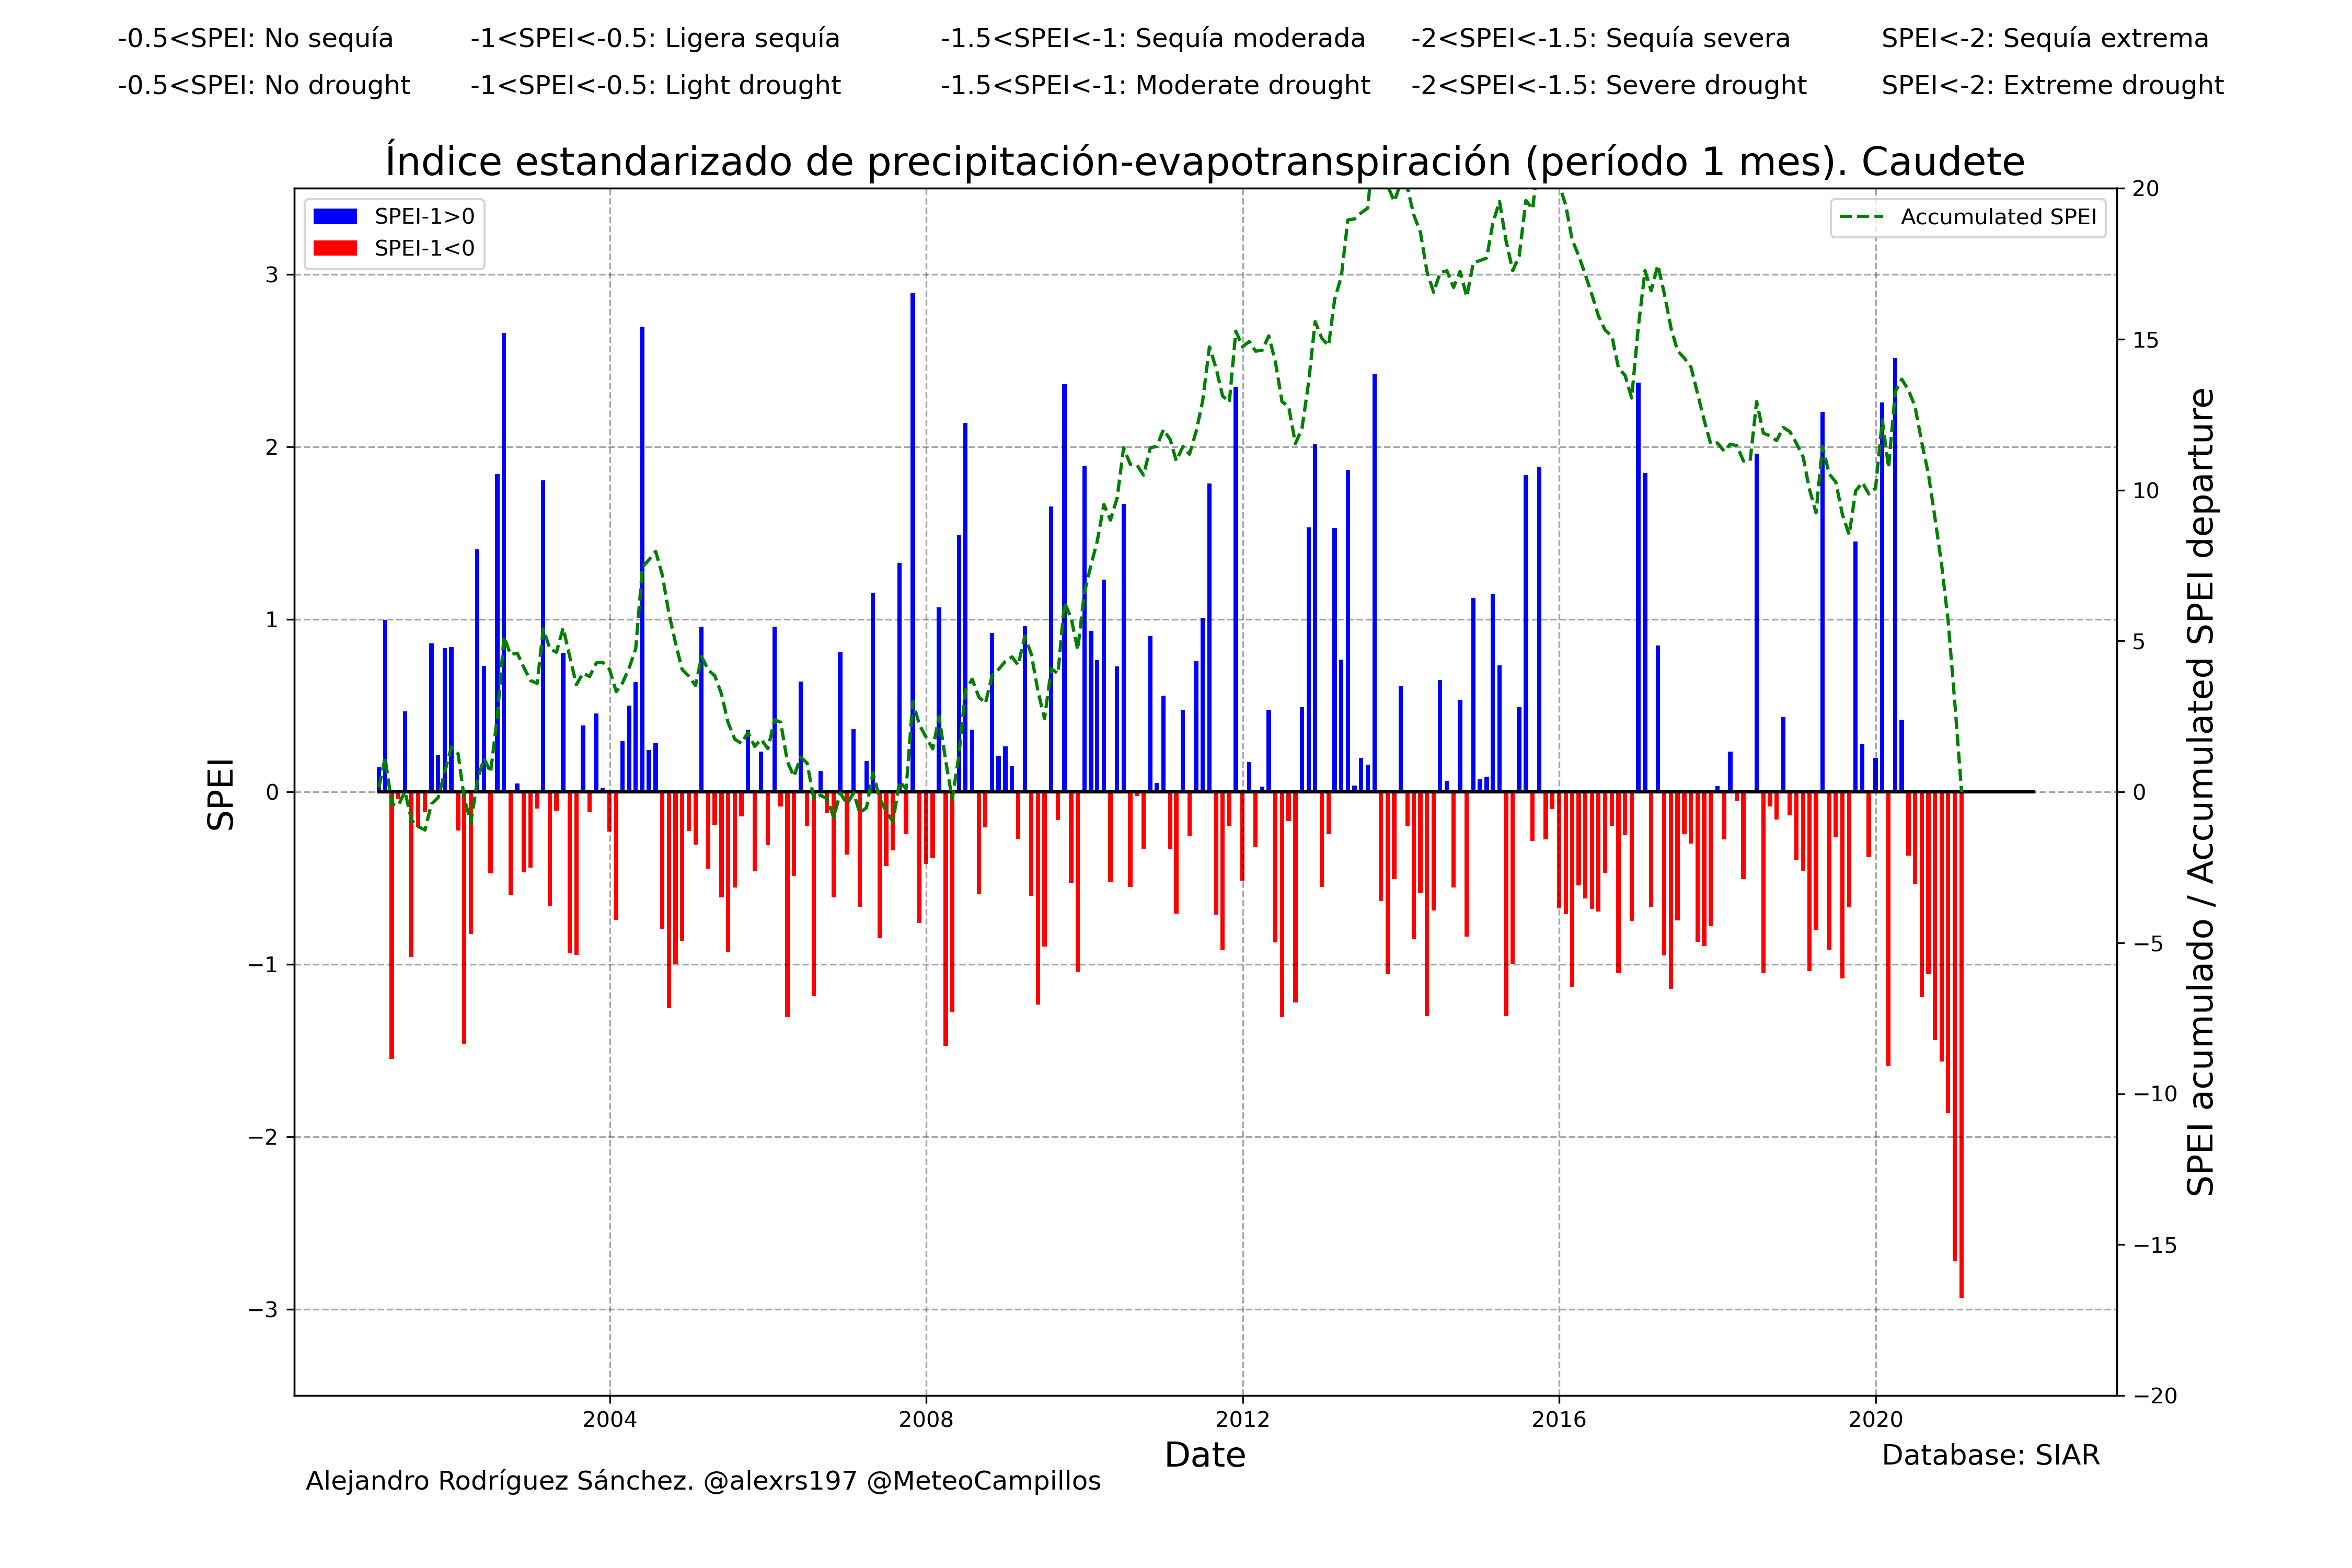 -0.5<SPEI: No sequía -1<SPEI<-0.5: Ligera sequía -1.5<SPEI<-1: Sequía moderada -2<SPEI<-1.5: Sequía severa SPEI<-2: Sequía extrema
-0.5<SPEI: No drought -1<SPEI<-0.5: Light drought -1.5<SPEI<-1: Moderate drought -2<SPEI<-1.5: Severe drought SPEI<-2: Extreme drought
Índice estandarizado de precipitación-evapotranspiración (período 1 mes). Caudete
SPEI-1>0
SPEI-1<0
Accumulated SPEI
SPEI
3
2
1
0
−1
−2
−3
20
15
10
5
0
−5
−10
−15
−20
SPEI acumulado / Accumulated SPEI departure
2004 2008 2012 2016 2020
Date
Database: SIAR
Alejandro Rodríguez Sánchez. @alexrs197 @MeteoCampillos